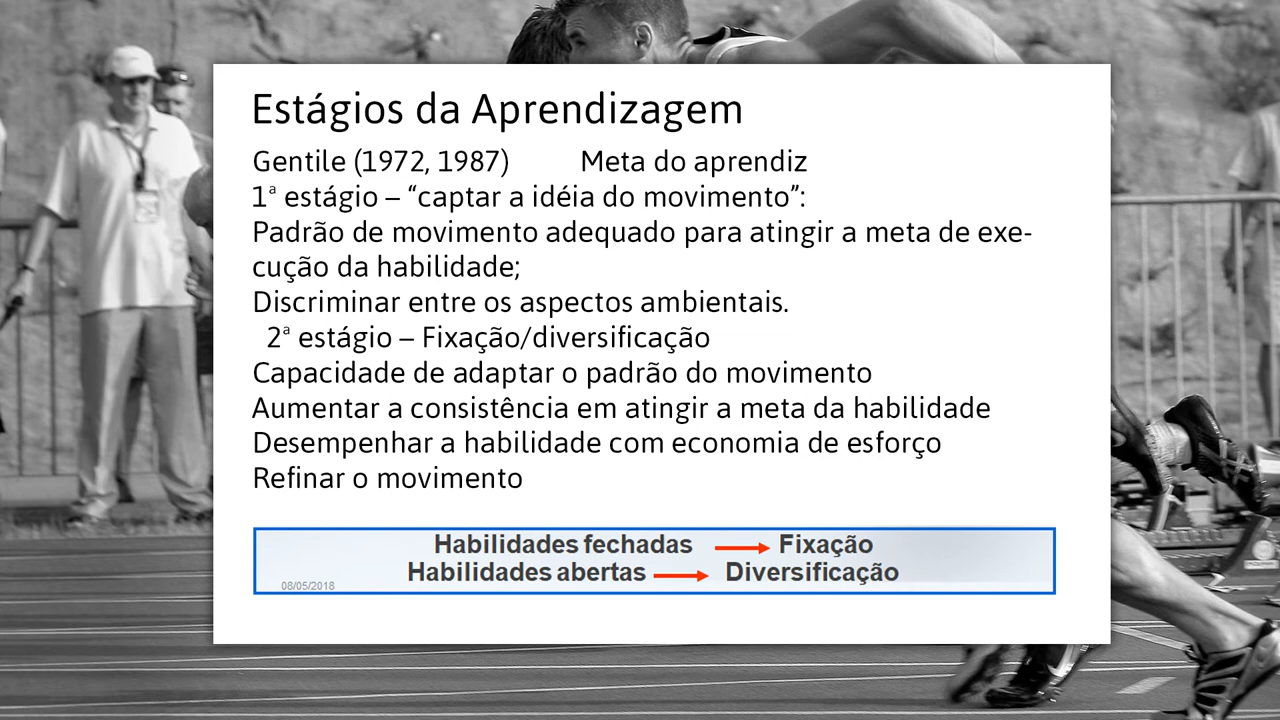 Estágios da Aprendizagem
Gentile (1972, 1987) Meta do aprendiz
1ª estágio – “captar a idéia do movimento”:
Padrão de movimento adequado para atingir a meta de exe-
cução da habilidade;
Discriminar entre os aspectos ambientais.
2ª estágio – Fixação/diversificação
Capacidade de adaptar o padrão do movimento
Aumentar a consistência em atingir a meta da habilidade
Desempenhar a habilidade com economia de esforço
Refinar o movimento
Habilidades fechadas → Fixação
Habilidades abertas → Diversificação
08/05/2018